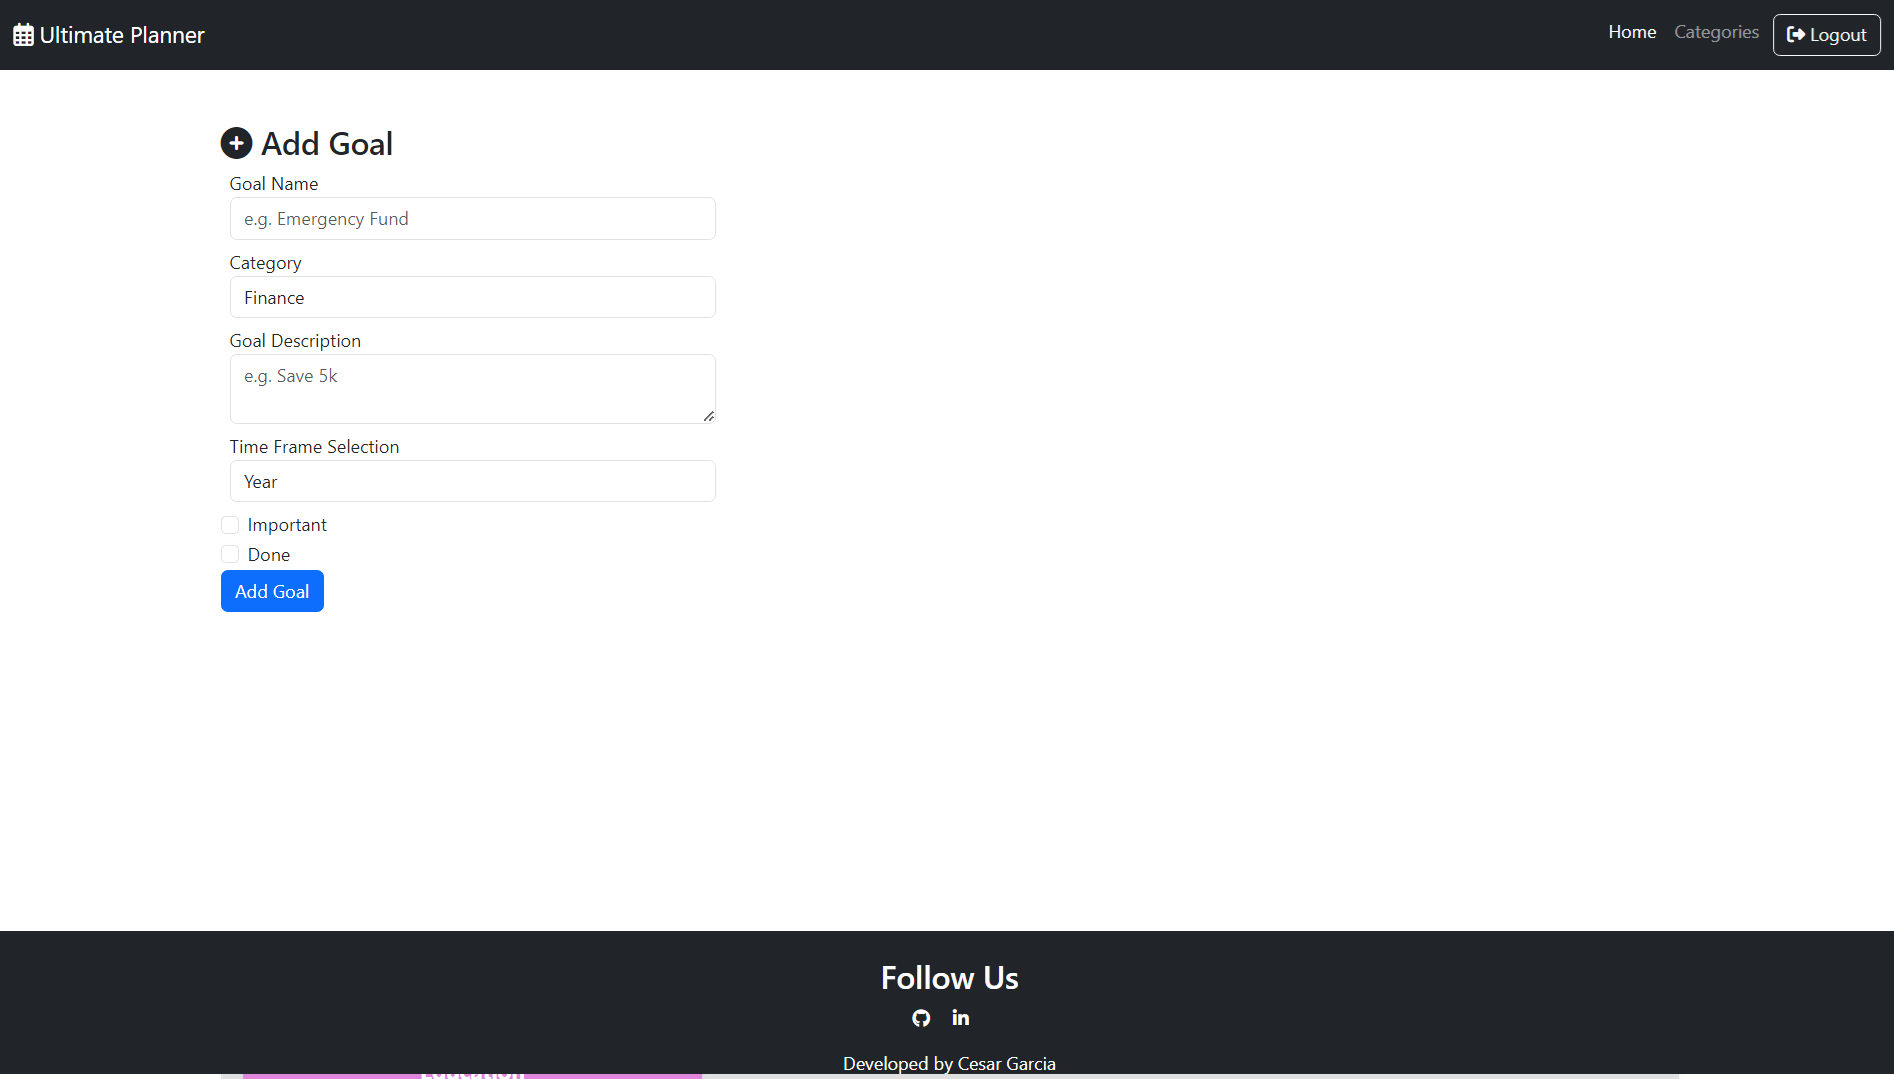 Ultimate Planner
Home Categories Logout
Add Goal
Goal Name
e.g. Emergency Fund
Category
Finance
Goal Description
e.g. Save 5k
Time Frame Selection
Year
Important
Done
Add Goal
Follow Us
Developed by Cesar Garcia